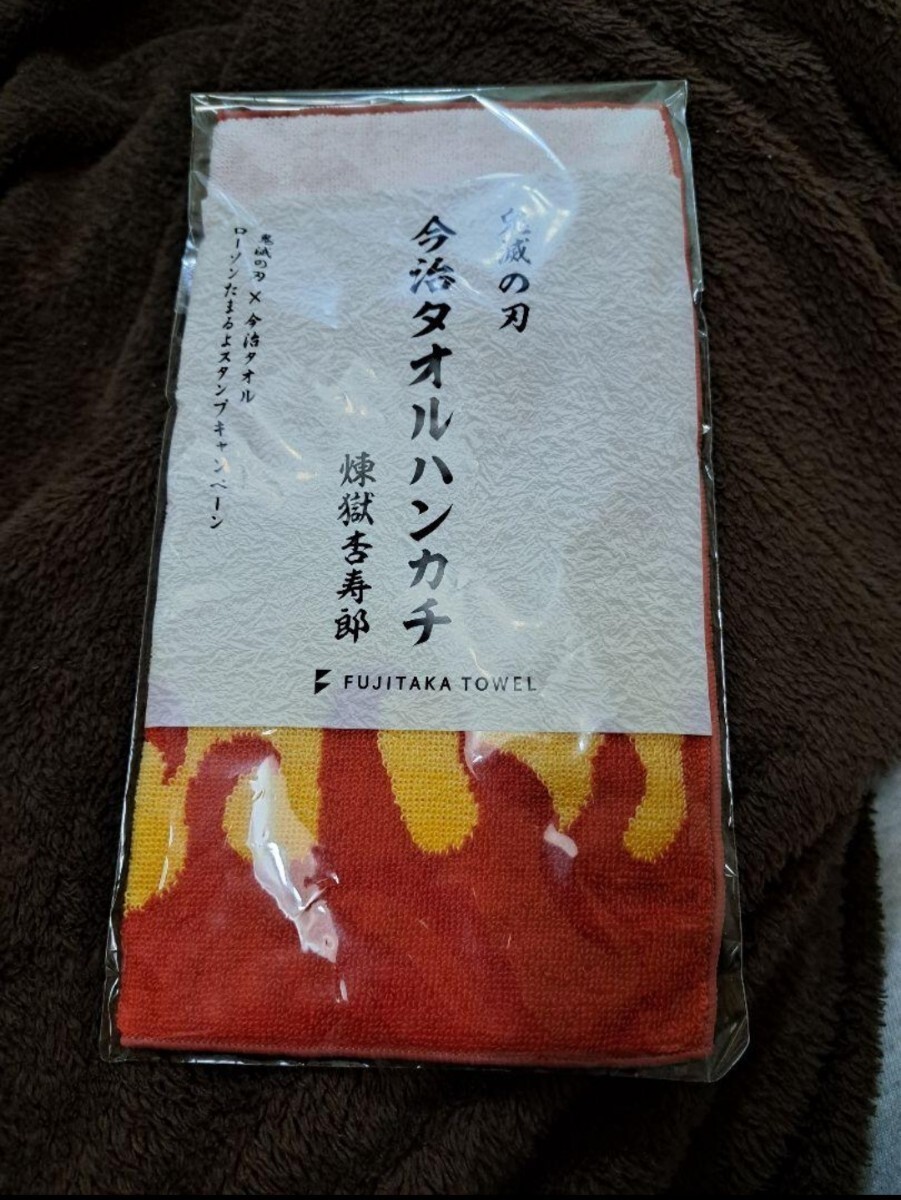 鬼滅の刃
今治タオルハンカチ
煉獄杏寿郎
鬼滅の刃×今治タオル
ローソンたまるよスタンプキャンペーン
FUJITAKA TOWEL